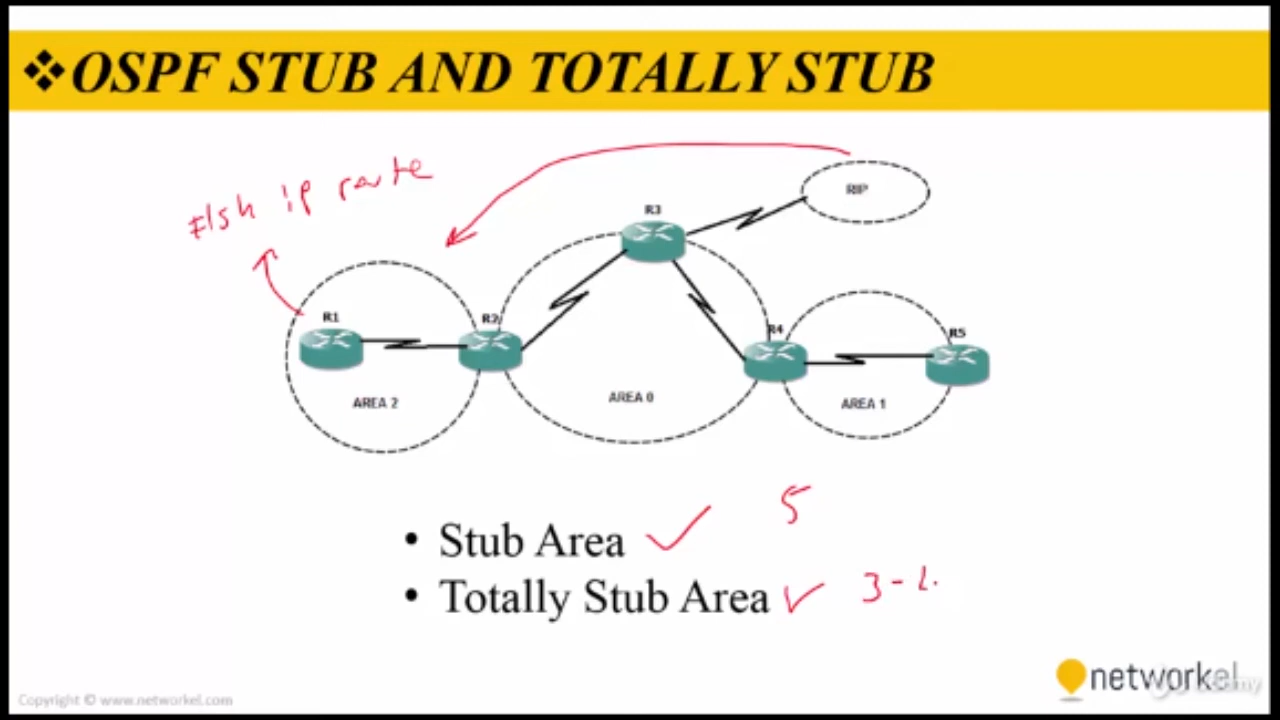 ❖OSPF STUB AND TOTALLY STUB
ip route
RIP
R3
R1
R2
R4
R5
AREA 2
AREA 0
AREA 1
5
• Stub Area ✓
• Totally Stub Area ✓ 3-
networkel
Copyright © www.networkel.com